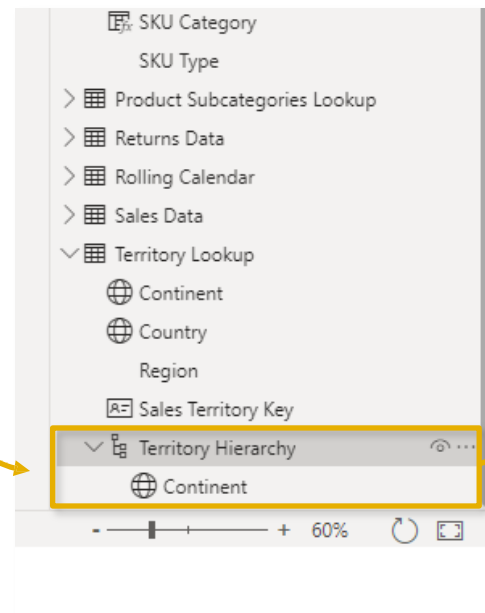 SKU Category
SKU Type
Product Subcategories Lookup
Returns Data
Rolling Calendar
Sales Data
Territory Lookup
Continent
Country
Region
Sales Territory Key
Territory Hierarchy
Continent
- + 60%